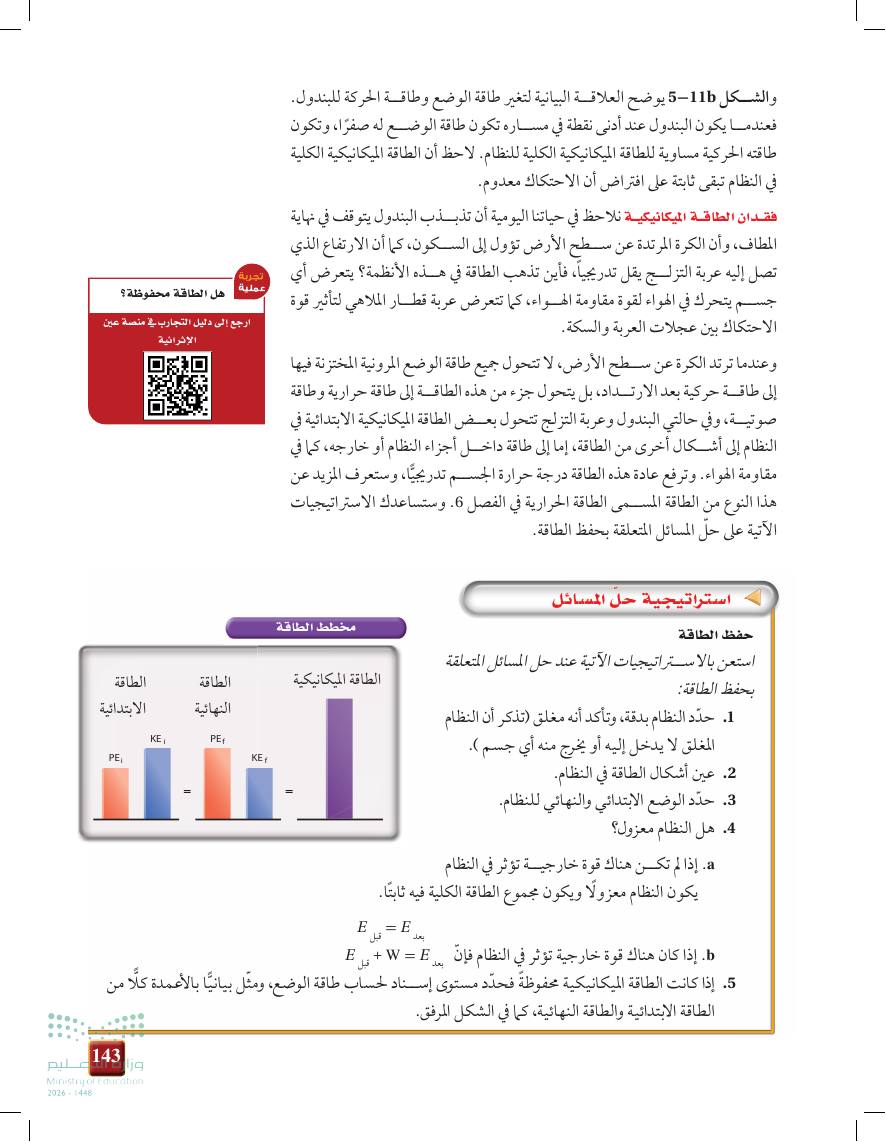 والشكل 5–11b يوضح العلاقة البيانية لتغير طاقة الوضع وطاقة الحركة للبندول.
فعندما يكون البندول عند أدنى نقطة في مساره تكون طاقة الوضع له صفرًا، وتكون
طاقته الحركية مساوية للطاقة الميكانيكية الكلية للنظام. لاحظ أن الطاقة الميكانيكية الكلية
في النظام تبقى ثابتة على افتراض أن الاحتكاك معدوم.
فقدان الطاقة الميكانيكية نلاحظ في حياتنا اليومية أن تذبذب البندول يتوقف في نهاية
المطاف، وأن الكرة المرتدة عن سطح الأرض تؤول إلى السكون، كما أن الارتفاع الذي
تصل إليه عربة التزلج يقل تدريجياً، فأين تذهب الطاقة في هذه الأنظمة؟ يتعرض أي
جسم يتحرك في الهواء لقوة مقاومة الهواء، كما تتعرض عربة قطار الملاهي لتأثير قوة
الاحتكاك بين عجلات العربة والسكة.
تجربة
عملية
هل الطاقة محفوظة؟
ارجع إلى دليل التجارب في منصة عين
الإثرائية
وعندما ترتد الكرة عن سطح الأرض، لا تتحول جميع طاقة الوضع المرونية المختزنة فيها
إلى طاقة حركية بعد الارتداد، بل يتحول جزء من هذه الطاقة إلى طاقة حرارية وطاقة
صوتية، وفي حالتي البندول وعربة التزلج تتحول بعض الطاقة الميكانيكية الابتدائية في
النظام إلى أشكال أخرى من الطاقة، إما إلى طاقة داخل أجزاء النظام أو خارجه، كما في
مقاومة الهواء. وترفع عادة هذه الطاقة درجة حرارة الجسم تدريجيًّا، وستعرف المزيد عن
هذا النوع من الطاقة المسمى الطاقة الحرارية في الفصل 6. وستساعدك الاستراتيجيات
الآتية على حلّ المسائل المتعلقة بحفظ الطاقة.
استراتيجية حلّ المسائل
حفظ الطاقة
استعن بالاستراتيجيات الآتية عند حل المسائل المتعلقة
بحفظ الطاقة:
1. حدّد النظام بدقة، وتأكد أنه مغلق (تذكر أن النظام
المغلق لا يدخل إليه أو يخرج منه أي جسم ).
2. عين أشكال الطاقة في النظام.
3. حدّد الوضع الابتدائي والنهائي للنظام.
4. هل النظام معزول؟
a. إذا لم تكن هناك قوة خارجية تؤثر في النظام
يكون النظام معزولًا ويكون مجموع الطاقة الكلية فيه ثابتًا.
E قبل = E بعد
b. إذا كان هناك قوة خارجية تؤثر في النظام فإنّ E قبل + W = E بعد
5. إذا كانت الطاقة الميكانيكية محفوظةً فحدّد مستوى إسناد لحساب طاقة الوضع، ومثّل بيانيًّا بالأعمدة كلًّا من
الطاقة الابتدائية والطاقة النهائية، كما في الشكل المرفق.
مخطط الطاقة
الطاقة الميكانيكية
الطاقة
النهائية
الطاقة
الابتدائية
PEi
KEi
=
PEf
KEf
=
143
وزارة التعليم
Ministry of Education
2026 - 1448